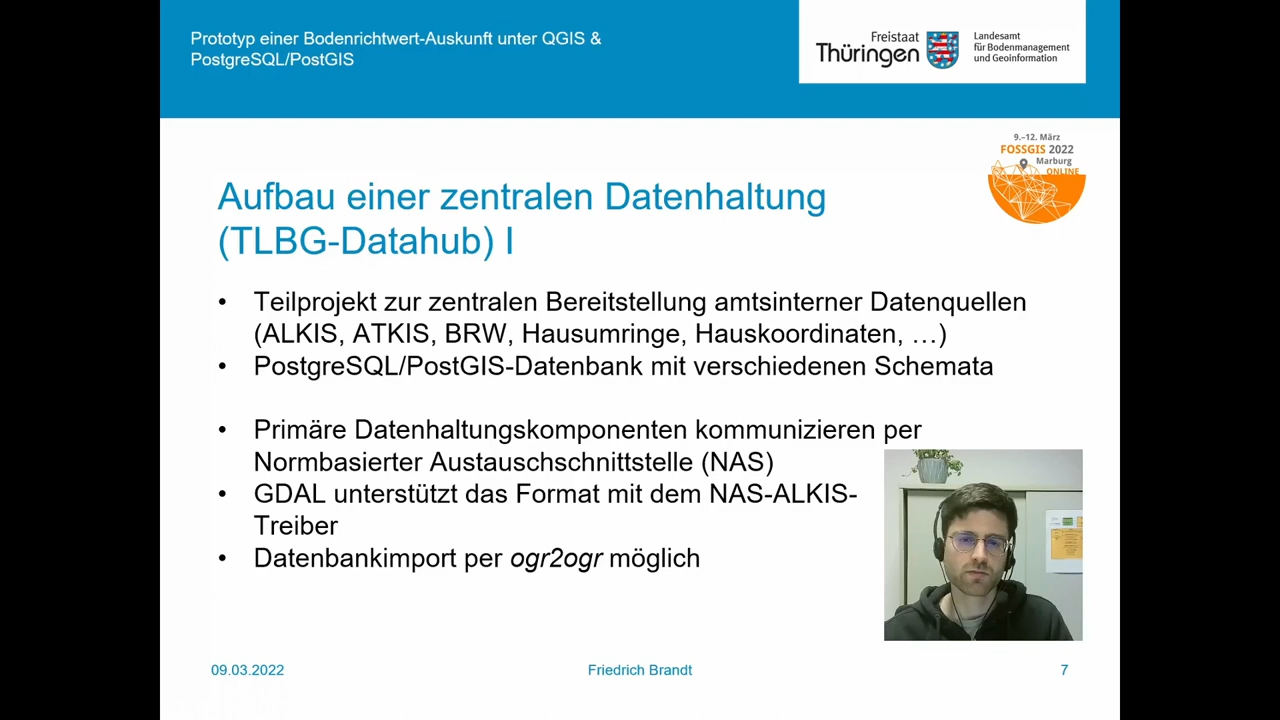 Prototyp einer Bodenrichtwert-Auskunft unter QGIS &
PostgreSQL/PostGIS
Freistaat
Thüringen
Landesamt
für Bodenmanagement
und Geoinformation
9.–12. März
FOSSGIS 2022
Marburg
ONLINE
Aufbau einer zentralen Datenhaltung
(TLBG-Datahub) I
• Teilprojekt zur zentralen Bereitstellung amtsinterner Datenquellen
(ALKIS, ATKIS, BRW, Hausumringe, Hauskoordinaten, …)
• PostgreSQL/PostGIS-Datenbank mit verschiedenen Schemata
• Primäre Datenhaltungskomponenten kommunizieren per
Normbasierter Austauschschnittstelle (NAS)
• GDAL unterstützt das Format mit dem NAS-ALKIS-
Treiber
• Datenbankimport per ogr2ogr möglich
09.03.2022
Friedrich Brandt
7